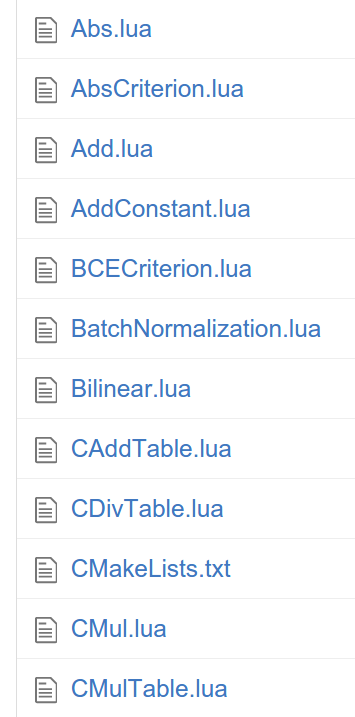 Abs.lua
AbsCriterion.lua
Add.lua
AddConstant.lua
BCECriterion.lua
BatchNormalization.lua
Bilinear.lua
CAddTable.lua
CDivTable.lua
CMakeLists.txt
CMul.lua
CMulTable.lua